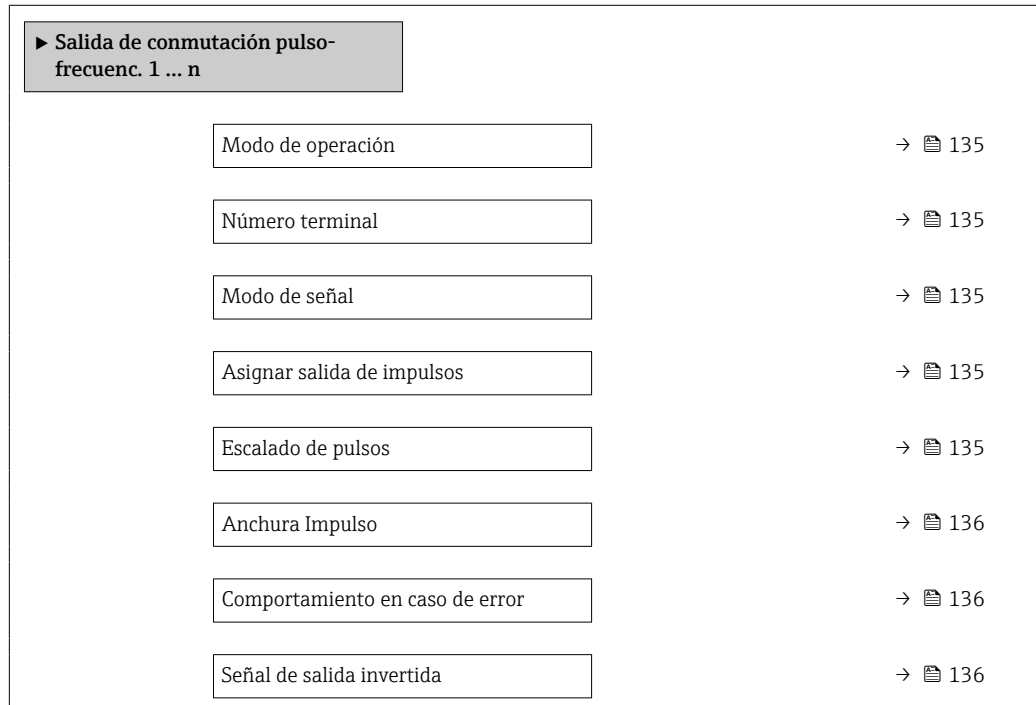 ▶ Salida de conmutación pulso-
frecuenc. 1 … n
Modo de operación → 135
Número terminal → 135
Modo de señal → 135
Asignar salida de impulsos → 135
Escalado de pulsos → 135
Anchura Impulso → 136
Comportamiento en caso de error → 136
Señal de salida invertida → 136